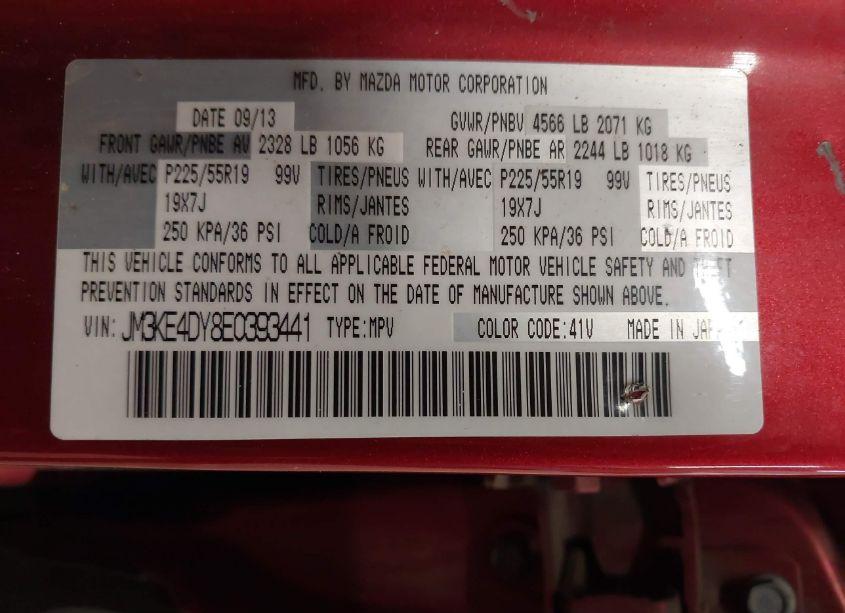 MFD. BY MAZDA MOTOR CORPORATION
DATE 09/13 GVWR/PNBV 4566 LB 2071 KG
FRONT GAWR/PNBE AV 2328 LB 1056 KG REAR GAWR/PNBE AR 2244 LB 1018 KG
WITH/AVEC P225/55R19 99V TIRES/PNEUS WITH/AVEC P225/55R19 99V TIRES/PNEUS
19X7J RIMS/JANTES 19X7J RIMS/JANTES
250 KPA/36 PSI COLD/A FROID 250 KPA/36 PSI COLD/A FROID
THIS VEHICLE CONFORMS TO ALL APPLICABLE FEDERAL MOTOR VEHICLE SAFETY AND THEFT
PREVENTION STANDARDS IN EFFECT ON THE DATE OF MANUFACTURE SHOWN ABOVE.
VIN: JM3KE4DY8E0393441 TYPE:MPV COLOR CODE:41V MADE IN JAPAN